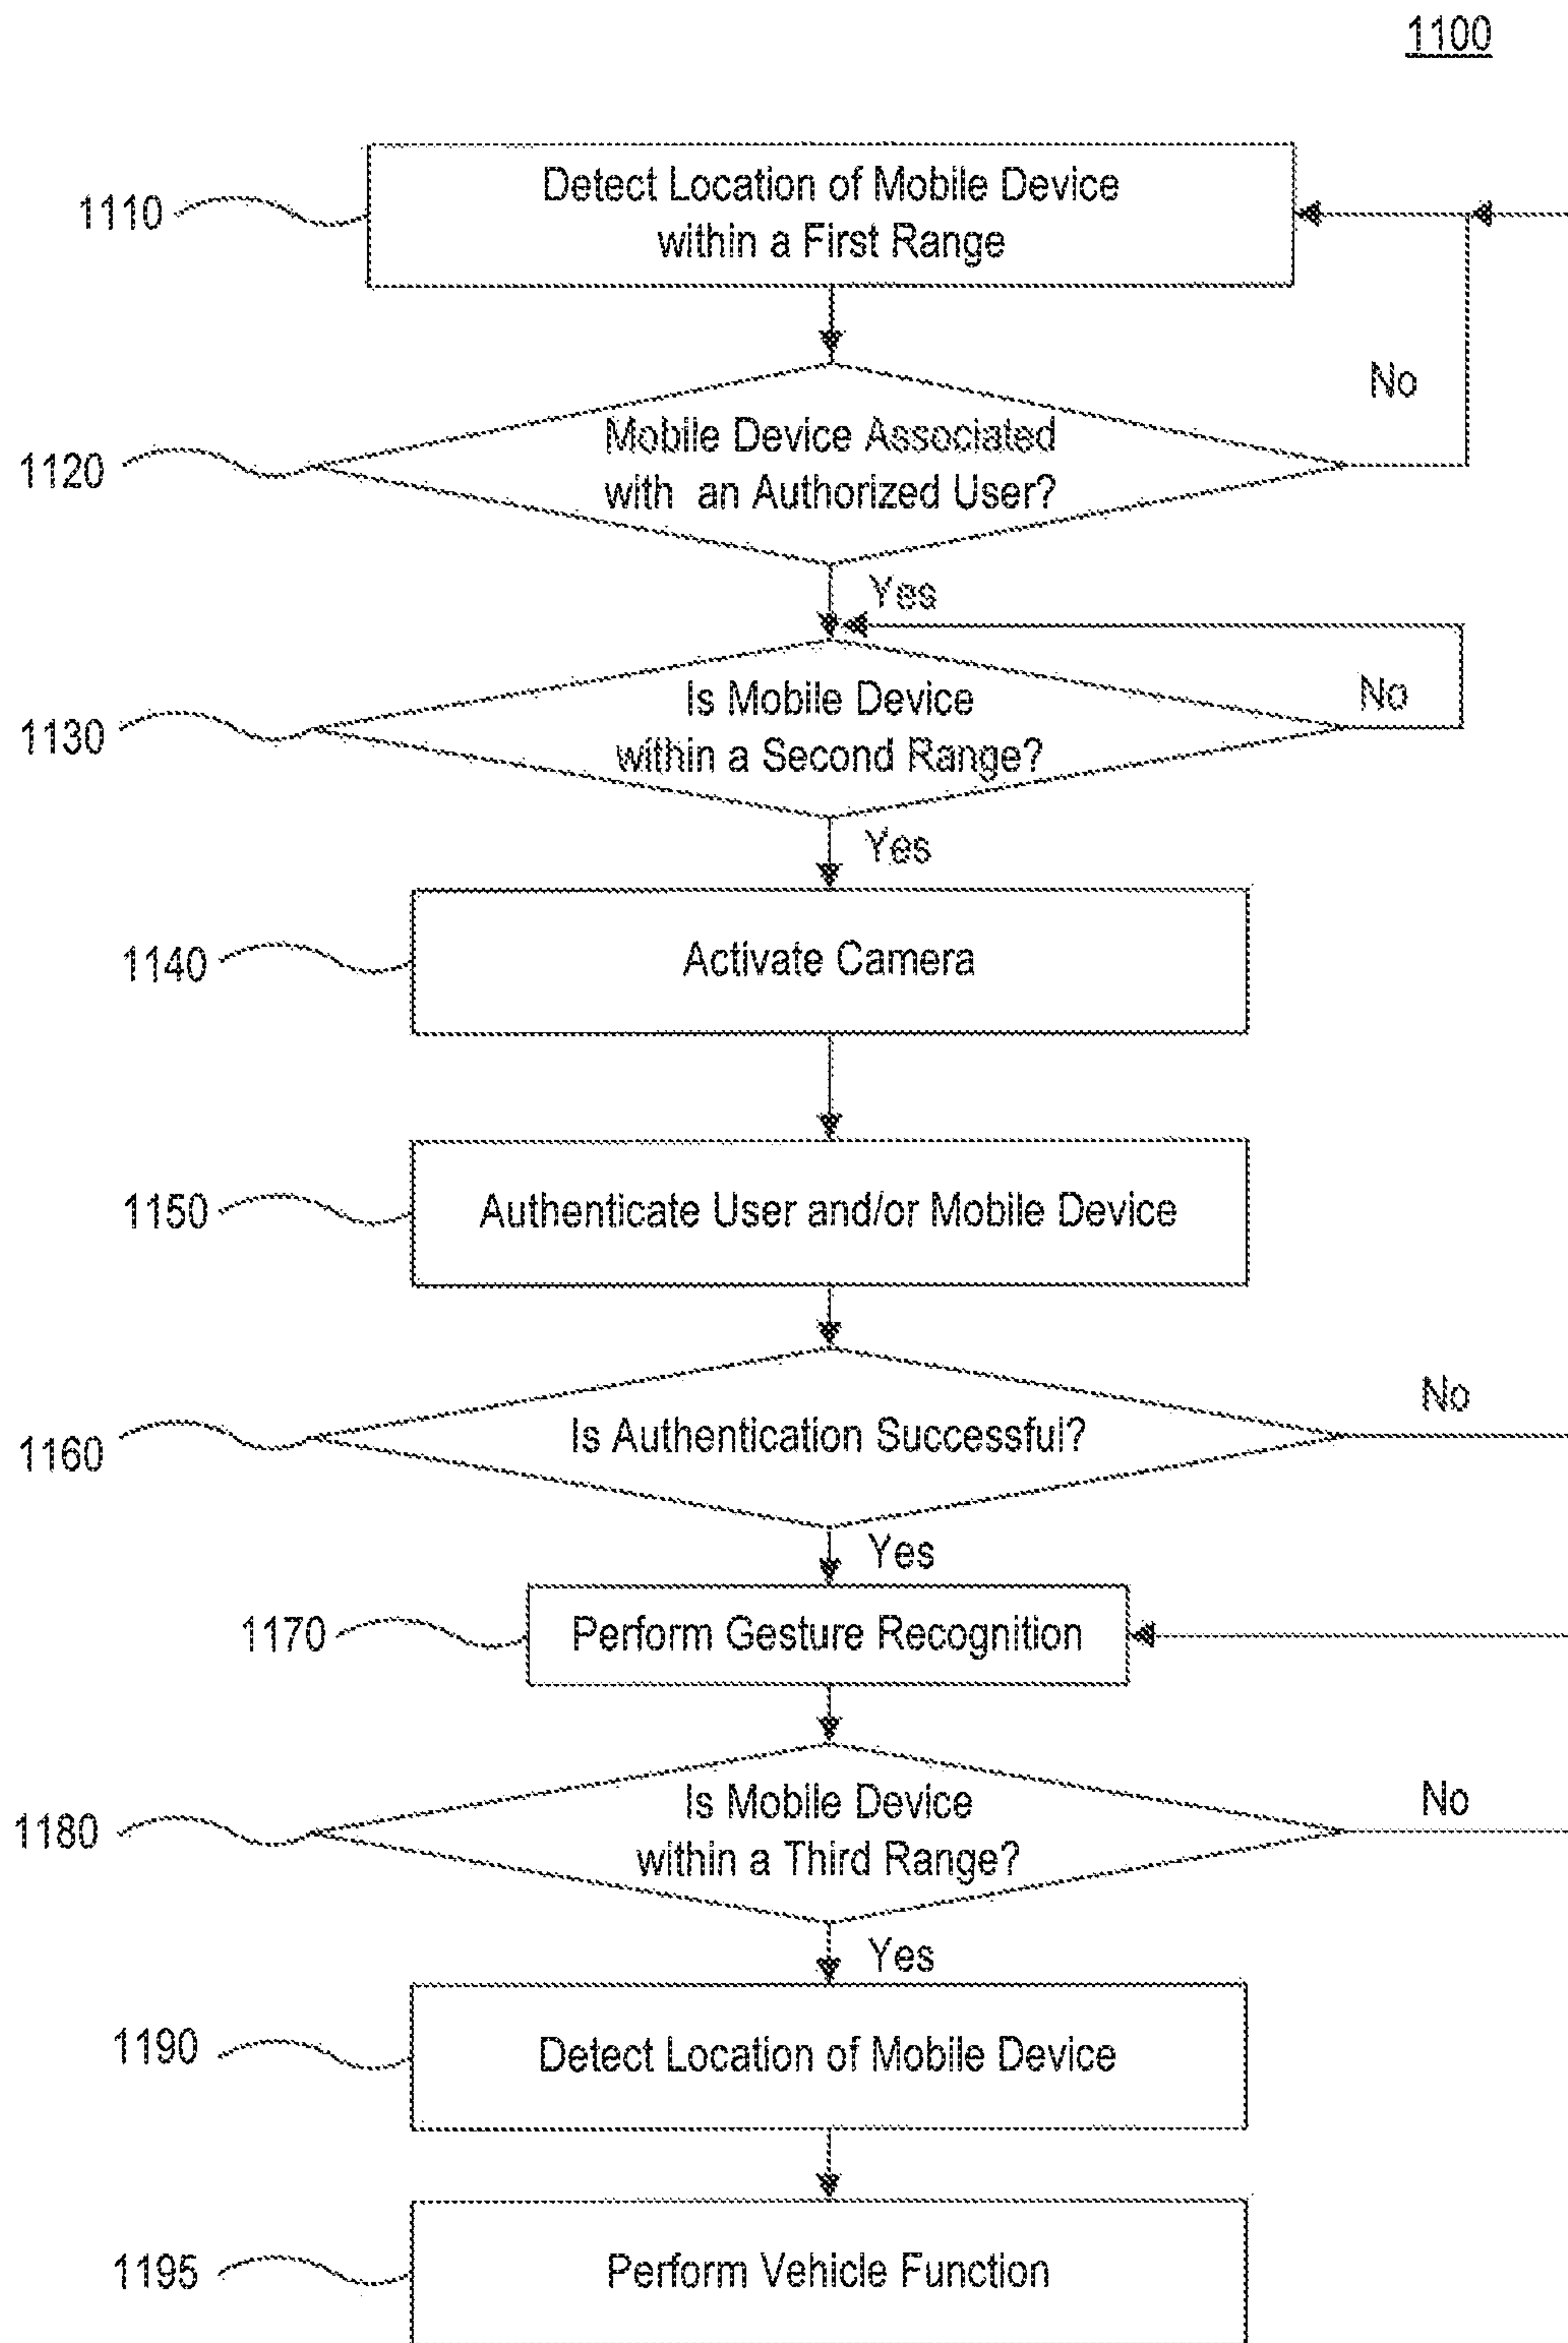 1100
1110
Detect Location of Mobile Device
within a First Range
No
1120
Mobile Device Associated
with an Authorized User?
Yes
1130
Is Mobile Device
within a Second Range?
No
Yes
1140
Activate Camera
1150
Authenticate User and/or Mobile Device
1160
Is Authentication Successful?
No
Yes
1170
Perform Gesture Recognition
1180
Is Mobile Device
within a Third Range?
No
Yes
1190
Detect Location of Mobile Device
1195
Perform Vehicle Function